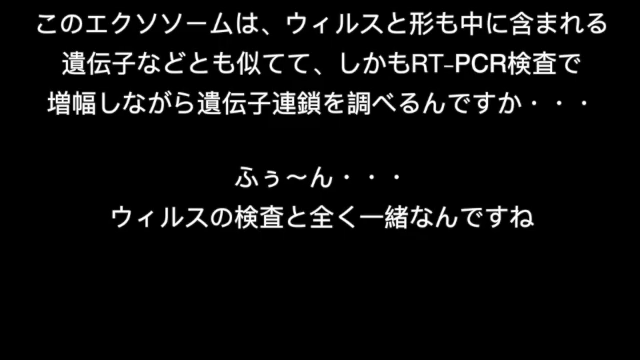 このエクソソームは、ウィルスと形も中に含まれる
遺伝子などとも似てて、しかもRT-PCR検査で
増幅しながら遺伝子連鎖を調べるんですか・・・
ふぅ〜ん・・・
ウィルスの検査と全く一緒なんですね